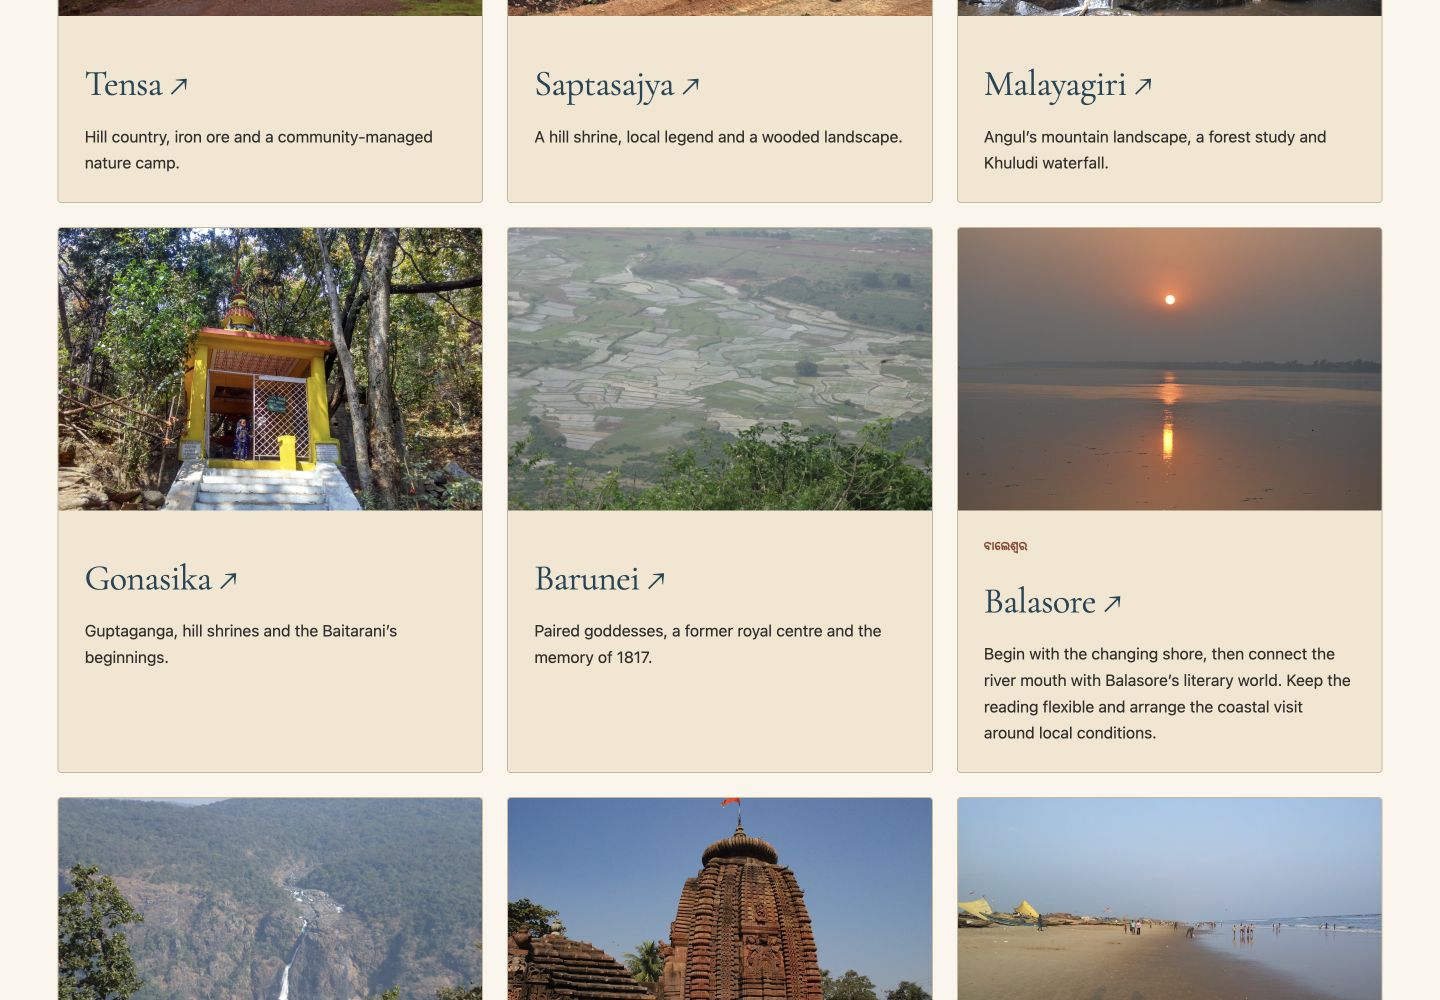 Tensa ↗
Saptasajya ↗
Malayagiri ↗
Hill country, iron ore and a community-managed
nature camp.
A hill shrine, local legend and a wooded landscape.
Angul’s mountain landscape, a forest study and
Khuludi waterfall.
Gonasika ↗
Guptaganga, hill shrines and the Baitarani’s
beginnings.
Barunei ↗
Paired goddesses, a former royal centre and the
memory of 1817.
ବାଲେଶ୍ୱର
Balasore ↗
Begin with the changing shore, then connect the
river mouth with Balasore’s literary world. Keep the
reading flexible and arrange the coastal visit
around local conditions.